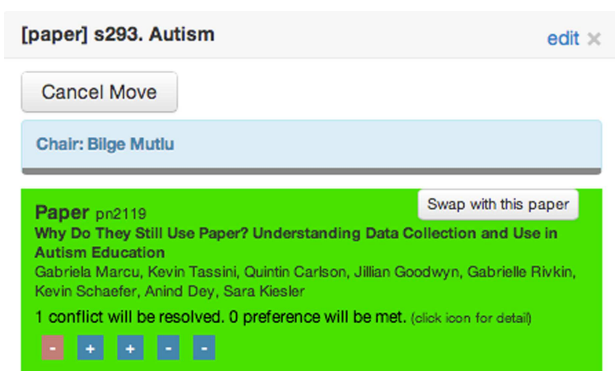 [paper] s293. Autism
edit ×
Cancel Move
Chair: Bilge Mutlu
Swap with this paper
Paper pn2119
Why Do They Still Use Paper? Understanding Data Collection and Use in
Autism Education
Gabriela Marcu, Kevin Tassini, Quintin Carlson, Jillian Goodwyn, Gabrielle Rivkin,
Kevin Schaefer, Anind Dey, Sara Kiesler
1 conflict will be resolved. 0 preference will be met. (click icon for detail)
- + + - -